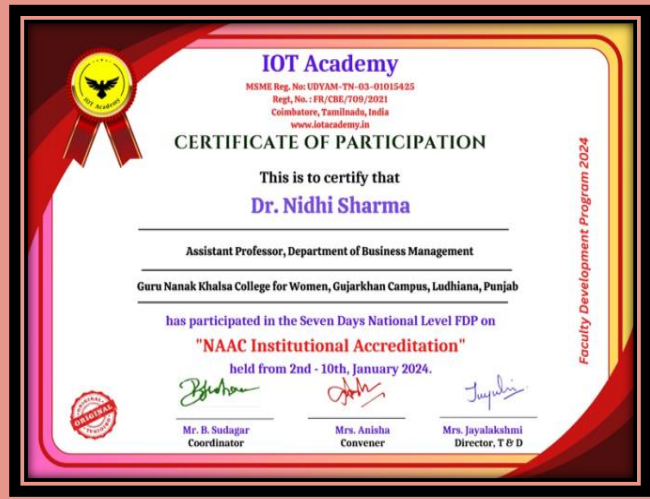 IOT Academy
MSME Reg. No: UDYAM-TN-03-01015425
Regt, No. : FR/CBE/709/2021
Coimbatore, Tamilnadu, India
www.iotacademy.in
CERTIFICATE OF PARTICIPATION
IOT Academy
This is to certify that
Dr. Nidhi Sharma
Assistant Professor, Department of Business Management
Guru Nanak Khalsa College for Women, Gujarkhan Campus, Ludhiana, Punjab
has participated in the Seven Days National Level FDP on
"NAAC Institutional Accreditation"
held from 2nd - 10th, January 2024.
Faculty Development Program 2024
ORIGINAL
Mr. B. Sudagar
Coordinator
Mrs. Anisha
Convener
Mrs. Jayalakshmi
Director, T & D